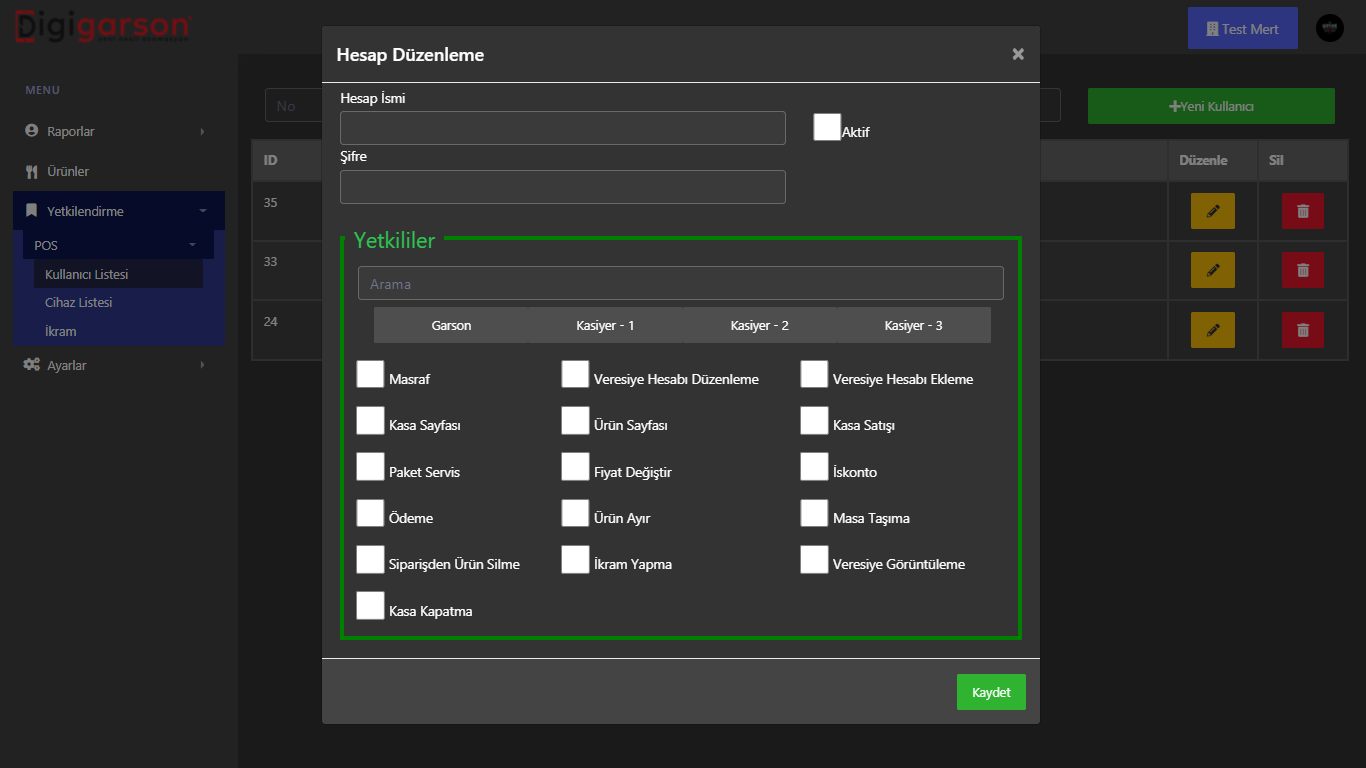 Digigarson
Test Mert
Hesap Düzenleme
×
MENU
Hesap İsmi
No
Yeni Kullanıcı
Raporlar
Aktif
Şifre
ID
Düzenle
Sil
Ürünler
35
Yetkilendirme
Yetkililer
POS
33
Kullanıcı Listesi
Arama
Cihaz Listesi
24
Garson
Kasiyer - 1
Kasiyer - 2
Kasiyer - 3
İkram
Ayarlar
Masraf
Veresiye Hesabı Düzenleme
Veresiye Hesabı Ekleme
Kasa Sayfası
Ürün Sayfası
Kasa Satışı
Paket Servis
Fiyat Değiştir
İskonto
Ödeme
Ürün Ayır
Masa Taşıma
Siparişden Ürün Silme
İkram Yapma
Veresiye Görüntüleme
Kasa Kapatma
Kaydet